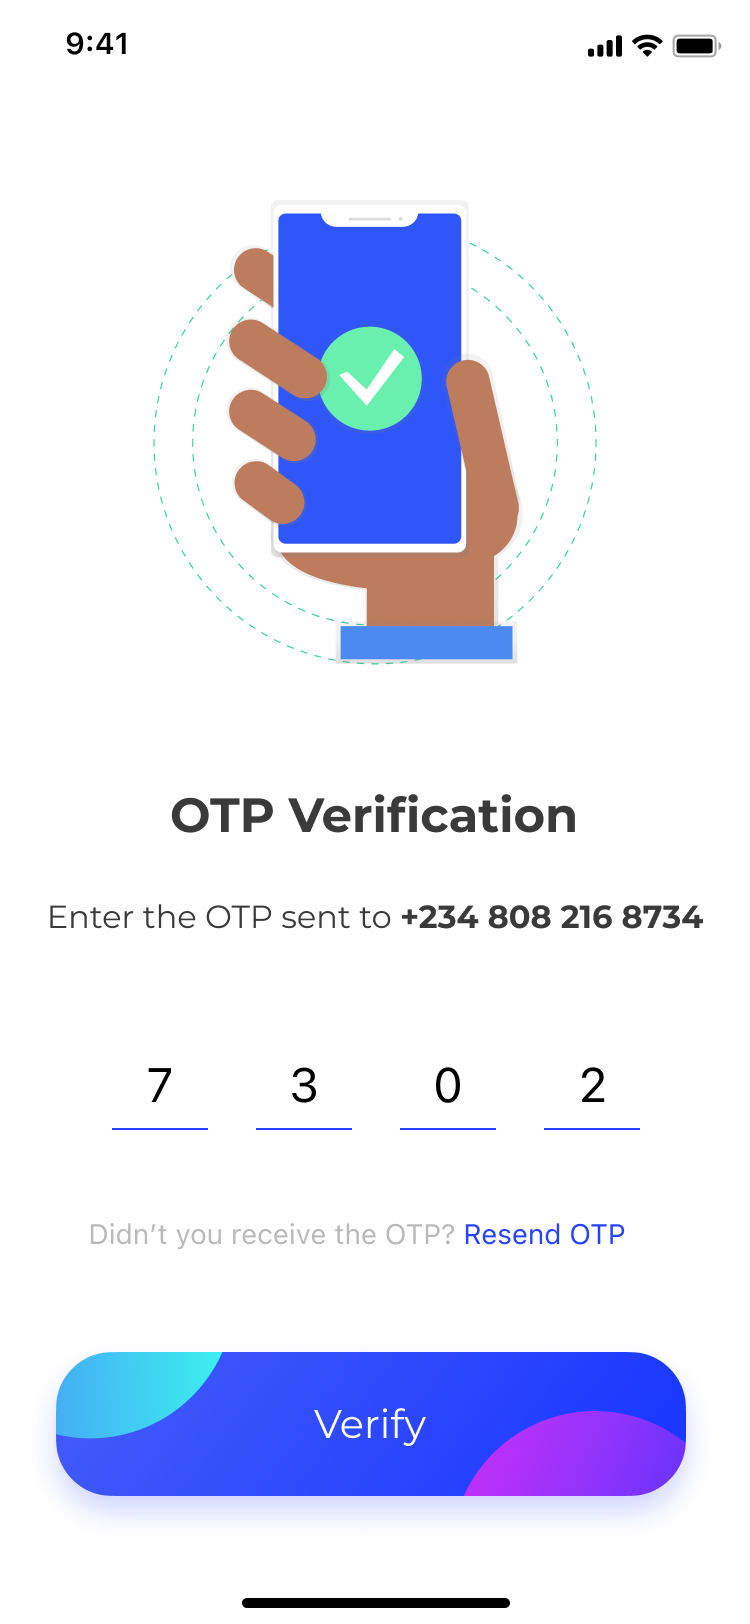 9:41
OTP Verification
Enter the OTP sent to +234 808 216 8734
7 3 0 2
Didn’t you receive the OTP? Resend OTP
Verify